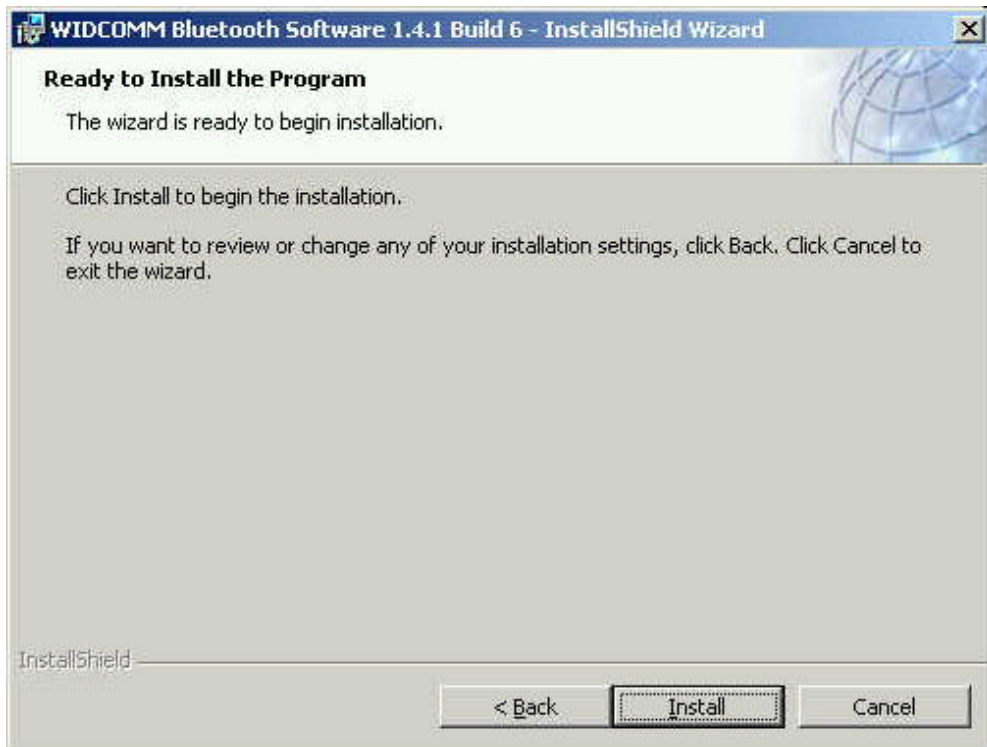 WIDCOMM Bluetooth Software 1.4.1 Build 6 - InstallShield Wizard
Ready to Install the Program
The wizard is ready to begin installation.
Click Install to begin the installation.
If you want to review or change any of your installation settings, click Back. Click Cancel to
exit the wizard.
InstallShield
< Back
Install
Cancel